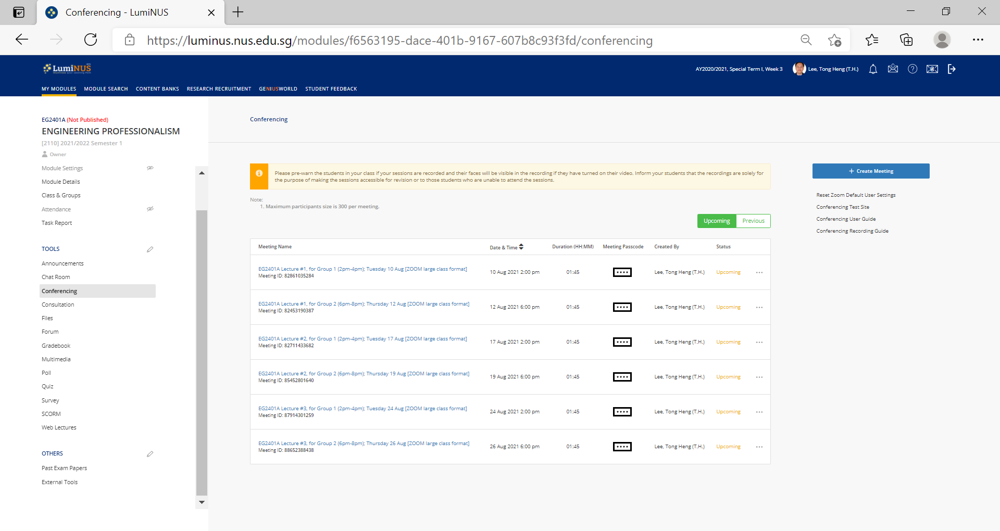 Conferencing - LumiNUS
https://luminus.nus.edu.sg/modules/f6563195-dace-401b-9167-607b8c93f3fd/conferencing
LumiNUS
AY2020/2021, Special Term I, Week 3
Lee, Tong Heng (T.H.)
MY MODULES MODULE SEARCH CONTENT BANKS RESEARCH RECRUITMENT GENIUSWORLD STUDENT FEEDBACK
EG2401A (Not Published)
ENGINEERING PROFESSIONALISM
[2110] 2021/2022 Semester 1
Owner
Module Settings
Module Details
Class & Groups
Attendance
Task Report
TOOLS
Announcements
Chat Room
Conferencing
Consultation
Files
Forum
Gradebook
Multimedia
Poll
Quiz
Survey
SCORM
Web Lectures
OTHERS
Past Exam Papers
External Tools
Conferencing
Please pre-warn the students in your class if your sessions are recorded and their faces will be visible in the recording if they have turned on their video. Inform your students that the recordings are solely for
the purpose of making the sessions accessible for revision or to those students who are unable to attend the sessions.
Note:
1. Maximum participants size is 300 per meeting.
Upcoming Previous
Meeting Name Date & Time Duration (HH:MM) Meeting Passcode Created By Status
EG2401A Lecture #1, for Group 1 (2pm-4pm); Tuesday 10 Aug [ZOOM large class format]
Meeting ID: 82861035284
10 Aug 2021 2:00 pm 01:45 **** Lee, Tong Heng (T.H.) Upcoming ...
EG2401A Lecture #1, for Group 2 (6pm-8pm); Thursday 12 Aug [ZOOM large class format]
Meeting ID: 82453190387
12 Aug 2021 6:00 pm 01:45 **** Lee, Tong Heng (T.H.) Upcoming ...
EG2401A Lecture #2, for Group 1 (2pm-4pm); Tuesday 17 Aug [ZOOM large class format]
Meeting ID: 82711433682
17 Aug 2021 2:00 pm 01:45 **** Lee, Tong Heng (T.H.) Upcoming ...
EG2401A Lecture #2, for Group 2 (6pm-8pm); Thursday 19 Aug [ZOOM large class format]
Meeting ID: 85452801640
19 Aug 2021 6:00 pm 01:45 **** Lee, Tong Heng (T.H.) Upcoming ...
EG2401A Lecture #3, for Group 1 (2pm-4pm); Tuesday 24 Aug [ZOOM large class format]
Meeting ID: 87914301259
24 Aug 2021 2:00 pm 01:45 **** Lee, Tong Heng (T.H.) Upcoming ...
EG2401A Lecture #3, for Group 2 (6pm-8pm); Thursday 26 Aug [ZOOM large class format]
Meeting ID: 88652388438
26 Aug 2021 6:00 pm 01:45 **** Lee, Tong Heng (T.H.) Upcoming ...
+ Create Meeting
Reset Zoom Default User Settings
Conferencing Test Site
Conferencing User Guide
Conferencing Recording Guide